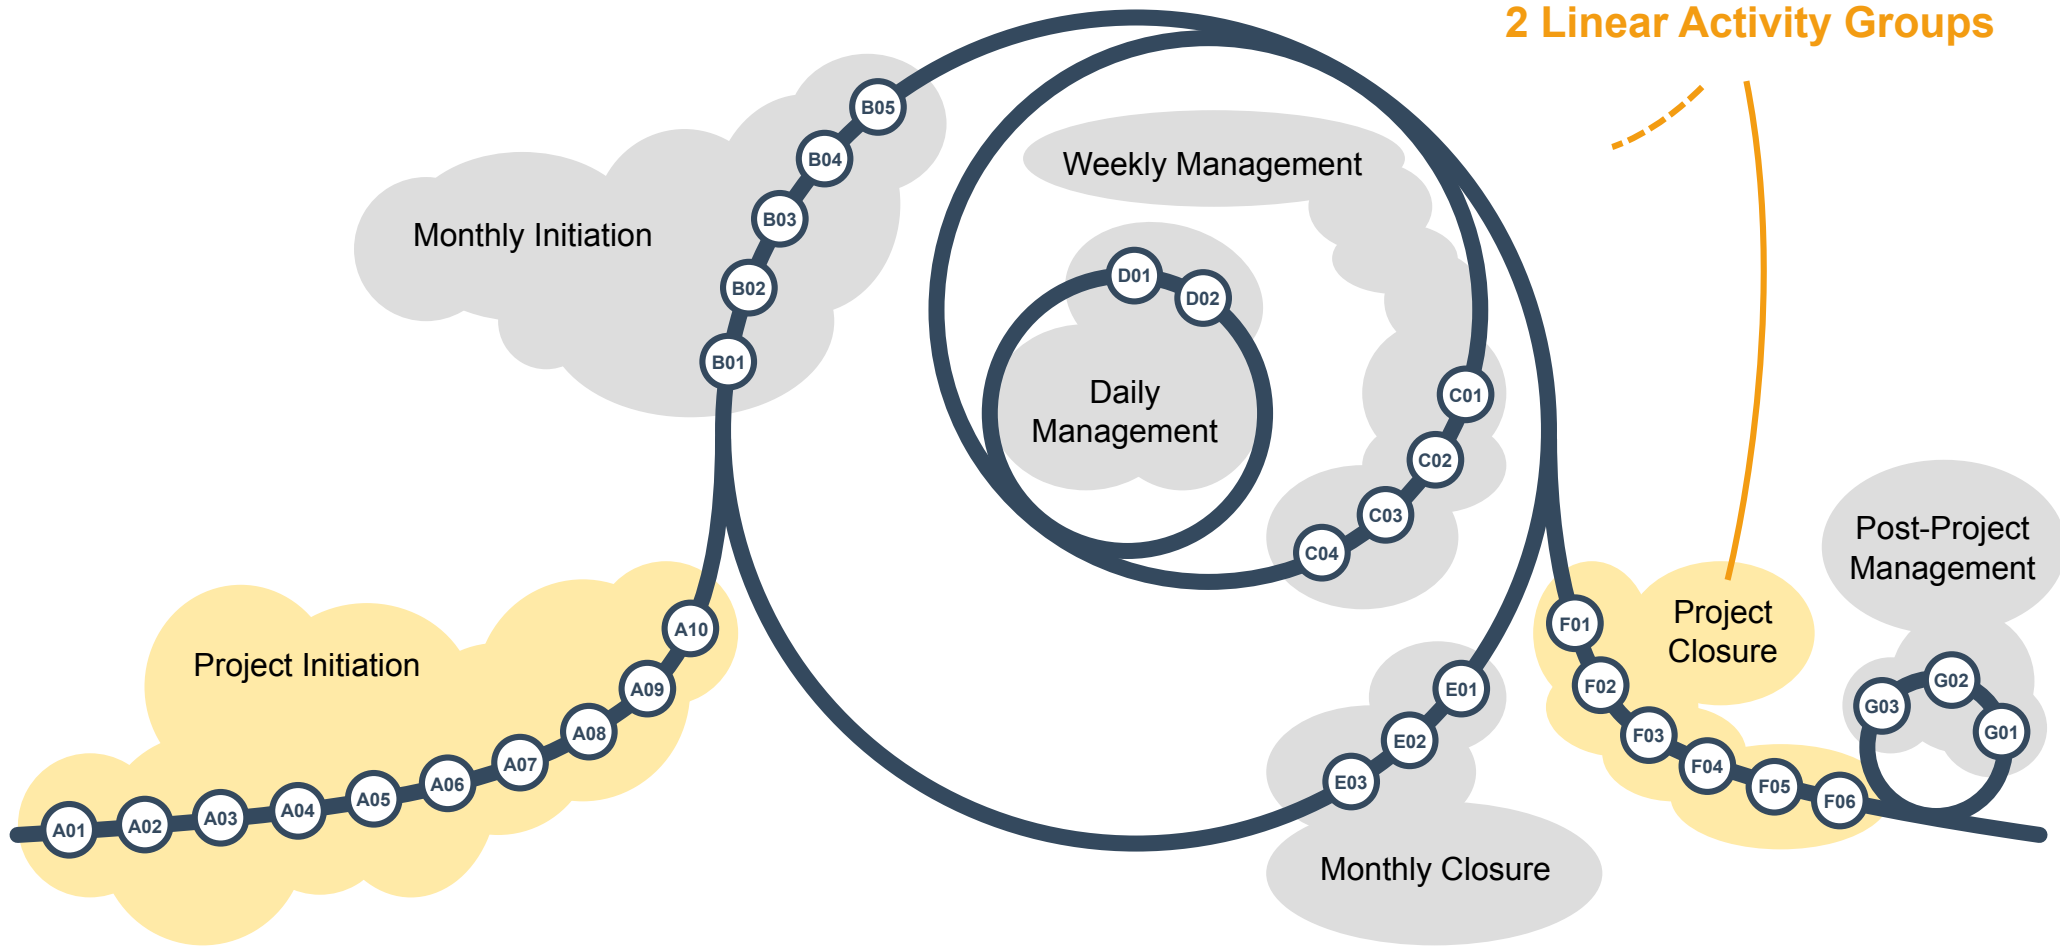 2 Linear Activity Groups
B05
B04
B03
B02
B01
Monthly Initiation
Weekly Management
D01
D02
Daily
Management
C01
C02
C03
C04
Post-Project
Management
Project Initiation
A10
A09
A08
A07
A06
A05
A04
A03
A02
A01
F01
F02
F03
F04
F05
F06
Project
Closure
G03
G02
G01
E01
E02
E03
Monthly Closure